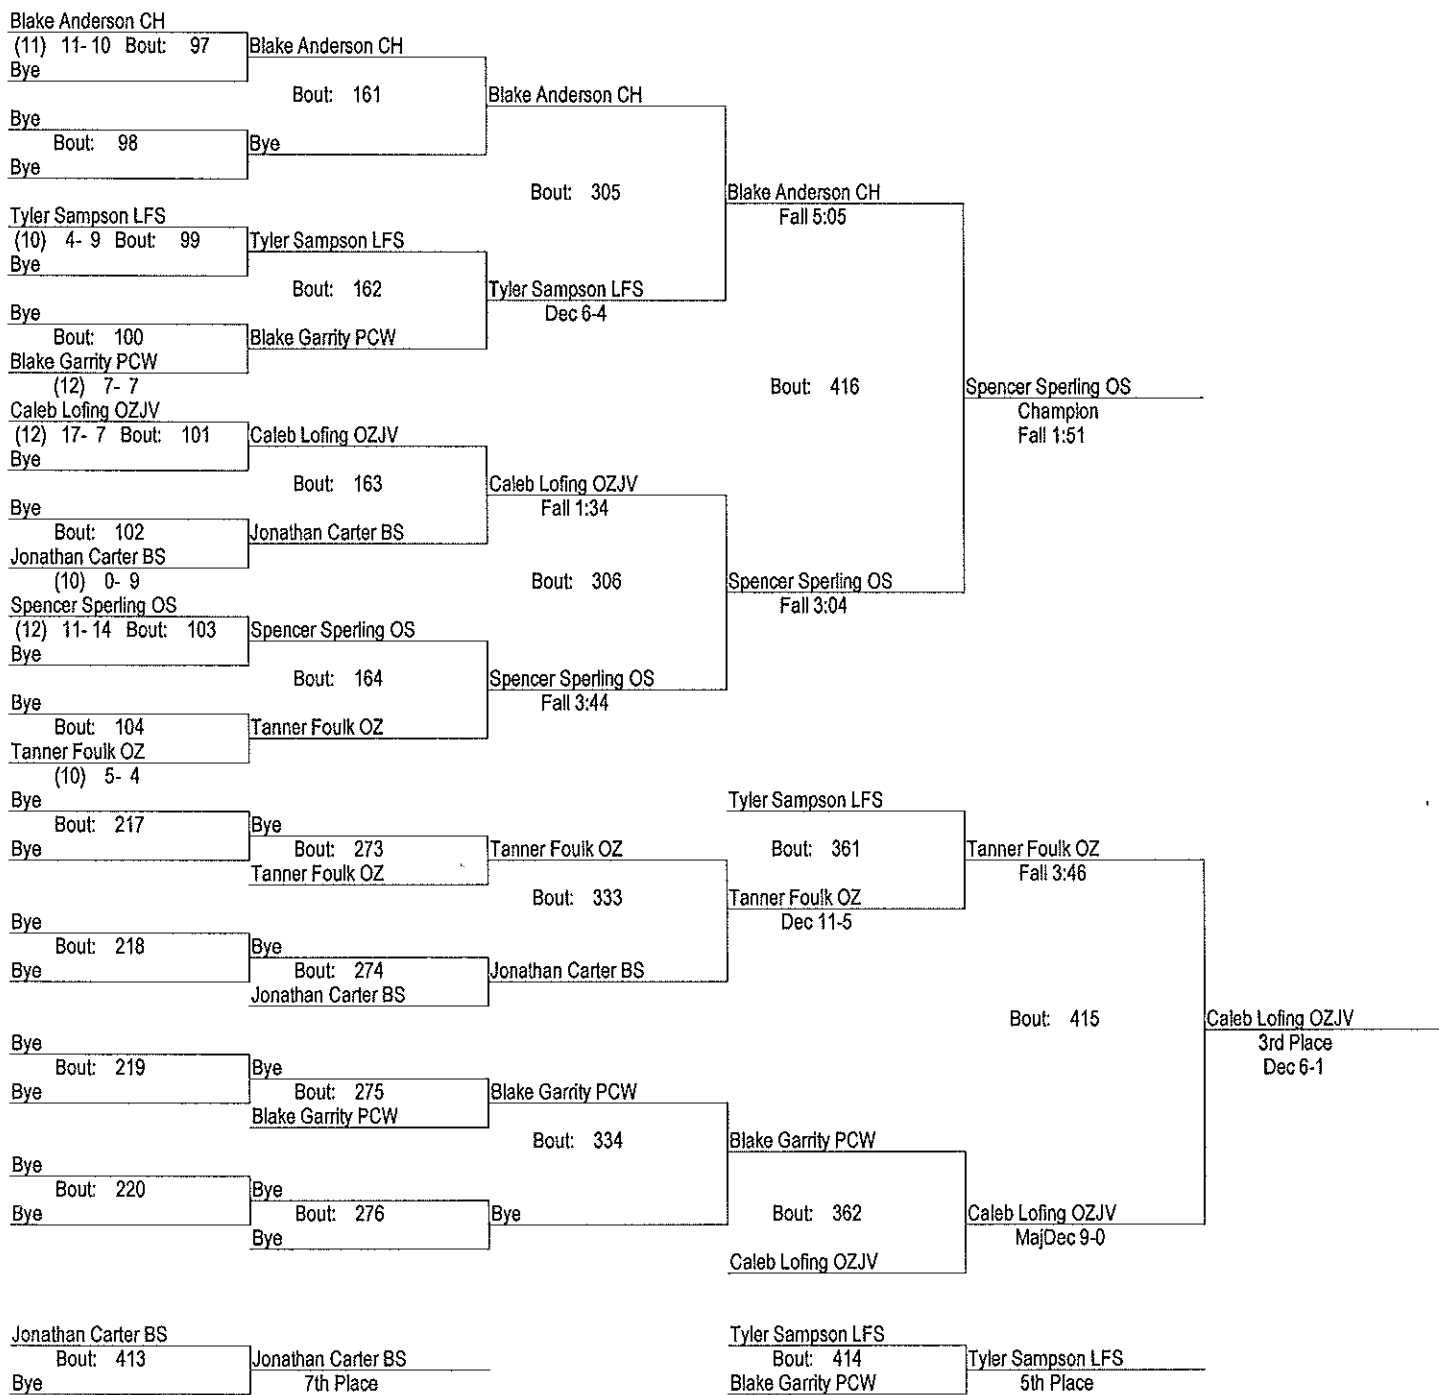 Blake Anderson CH
(11) 11- 10 Bout: 97
Bye
Blake Anderson CH
Bout: 161
Blake Anderson CH
Bye
Bout: 98
Bye
Bye
Bout: 305
Blake Anderson CH
Fall 5:05
Tyler Sampson LFS
(10) 4- 9 Bout: 99
Bye
Tyler Sampson LFS
Bout: 162
Tyler Sampson LFS
Dec 6-4
Bye
Bout: 100
Blake Garrity PCW
(12) 7- 7
Blake Garrity PCW
Bout: 416
Spencer Sperling OS
Champion
Fall 1:51
Caleb Lofing OZJV
(12) 17- 7 Bout: 101
Bye
Caleb Lofing OZJV
Bout: 163
Caleb Lofing OZJV
Fall 1:34
Bye
Bout: 102
Jonathan Carter BS
(10) 0- 9
Jonathan Carter BS
Bout: 306
Spencer Sperling OS
Fall 3:04
Spencer Sperling OS
(12) 11- 14 Bout: 103
Bye
Spencer Sperling OS
Bout: 164
Spencer Sperling OS
Fall 3:44
Bye
Bout: 104
Tanner Foulk OZ
(10) 5- 4
Tanner Foulk OZ
Bye
Bout: 217
Bye
Bye
Bout: 273
Tanner Foulk OZ
Tanner Foulk OZ
Bout: 333
Tyler Sampson LFS
Bout: 361
Tanner Foulk OZ
Dec 11-5
Tanner Foulk OZ
Fall 3:46
Bye
Bout: 218
Bye
Bye
Bout: 274
Jonathan Carter BS
Jonathan Carter BS
Bout: 415
Caleb Lofing OZJV
3rd Place
Dec 6-1
Bye
Bout: 219
Bye
Bye
Bout: 275
Blake Garrity PCW
Blake Garrity PCW
Bout: 334
Blake Garrity PCW
Bye
Bout: 220
Bye
Bye
Bout: 276
Bye
Bye
Bout: 362
Caleb Lofing OZJV
Caleb Lofing OZJV
MajDec 9-0
Jonathan Carter BS
Bout: 413
Bye
Jonathan Carter BS
7th Place
Tyler Sampson LFS
Bout: 414
Blake Garrity PCW
Tyler Sampson LFS
5th Place